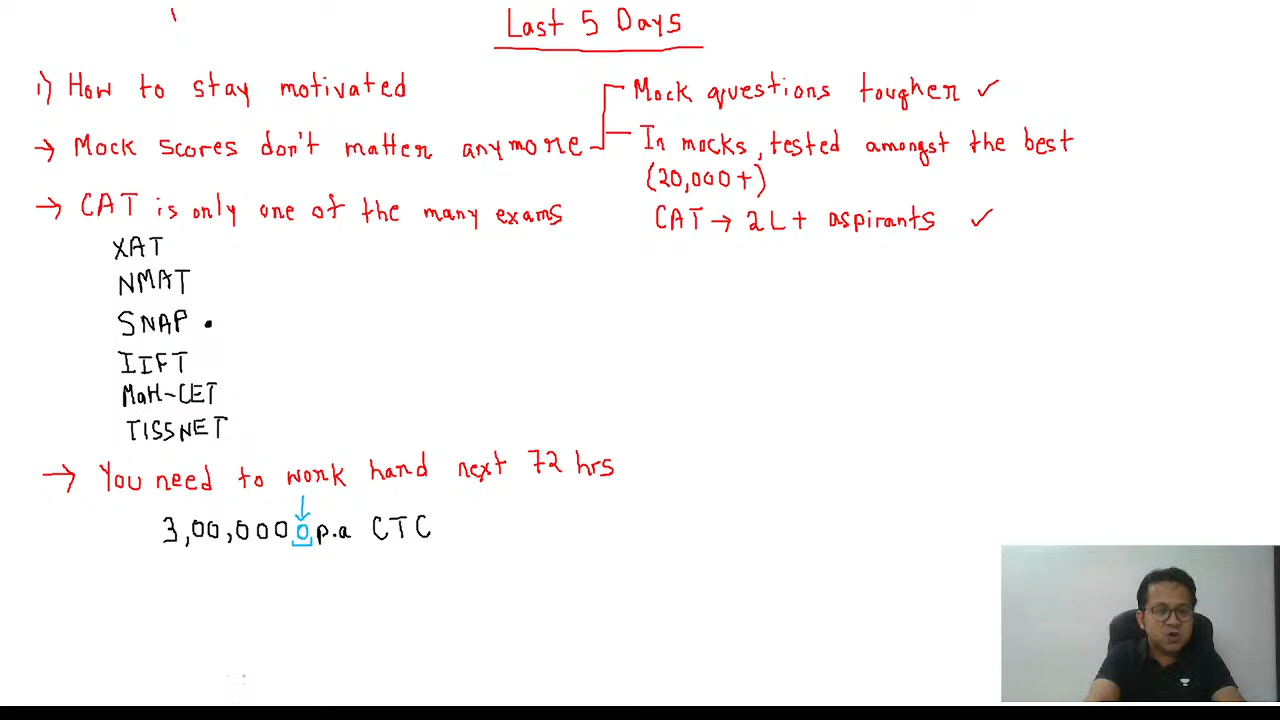 Last 5 Days
1) How to stay motivated
→ Mock scores don't matter anymore
Mock questions tougher ✓
In mocks, tested amongst the best
(20,000+)
CAT → 2L+ aspirants ✓
→ CAT is only one of the many exams
XAT
NMAT
SNAP
IIFT
MaH-CET
TISSNET
→ You need to work hard next 72 hrs
3,00,0000 p.a CTC